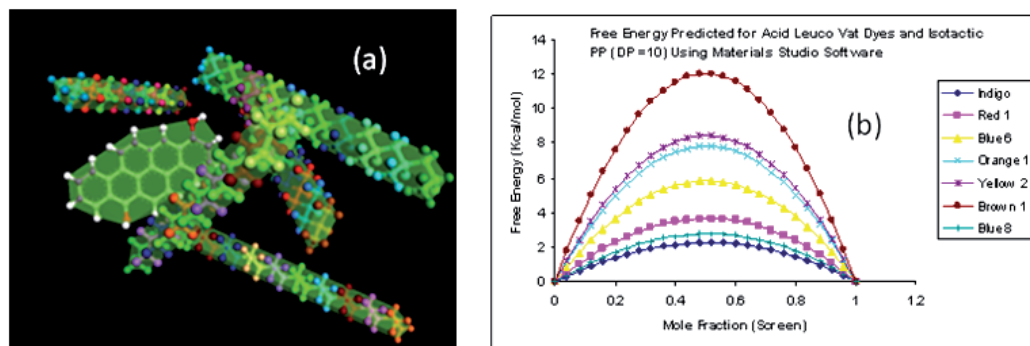 (a)
Free Energy Predicted for Acid Leuco Vat Dyes and Isotactic
PP (DP =10) Using Materials Studio Software
14
12
10
8
6
4
2
0
Free Energy (Kcal/mol)
0
0.2
0.4
0.6
0.8
1
1.2
Mole Fraction (Screen)
(b)
Indigo
Red 1
Blue 6
Orange 1
Yellow 2
Brown 1
Blue 8